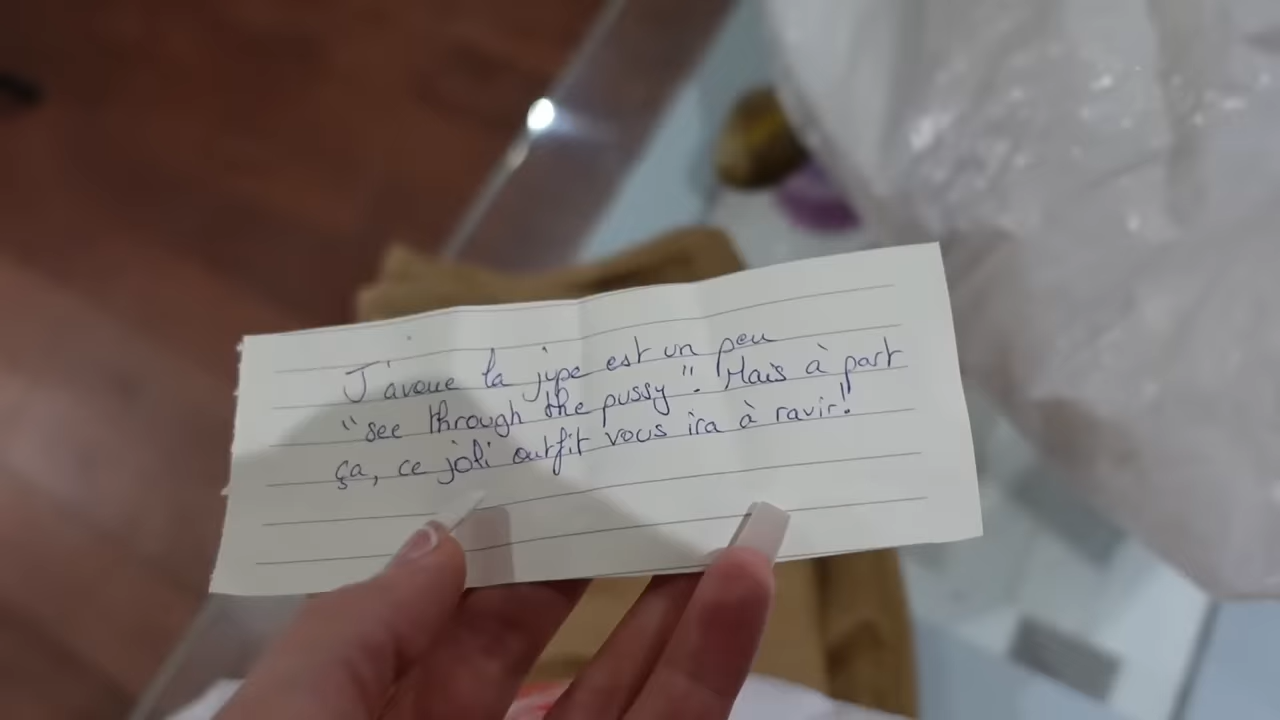 J'avoue la jupe est un peu
"see through the pussy". Mais à part
ça, ce joli outfit vous ira à ravir!